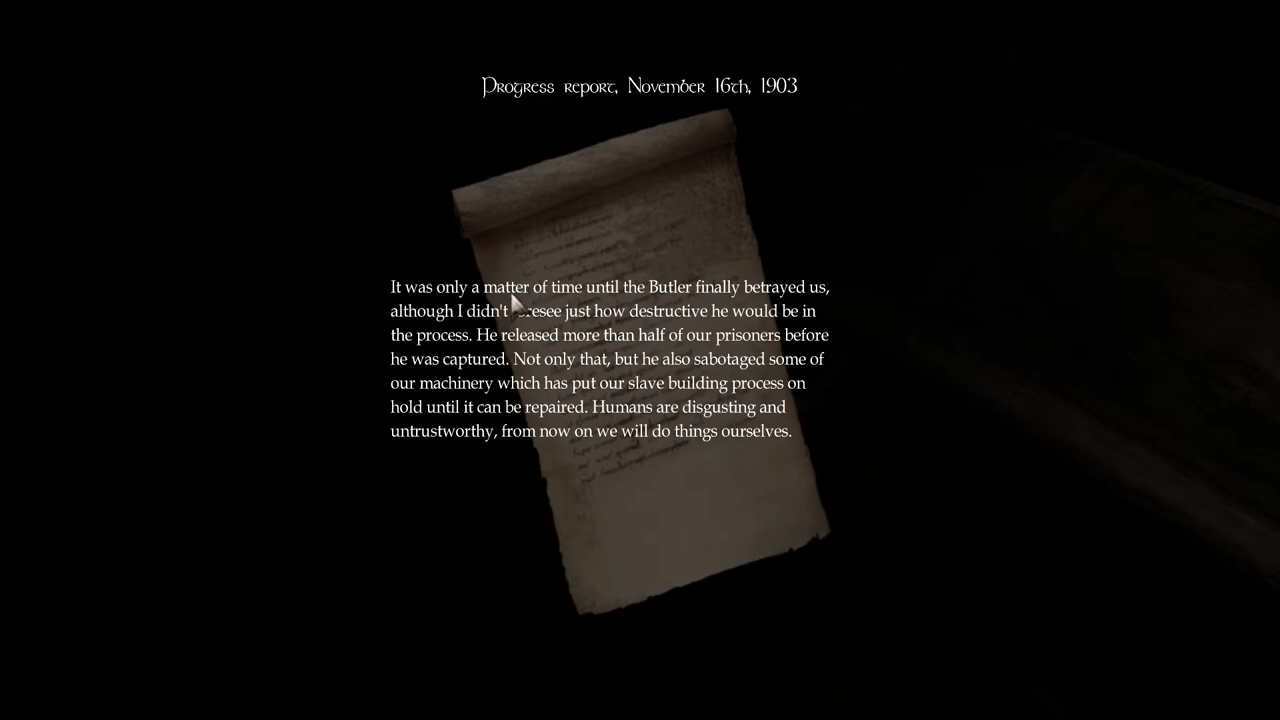 Progress report, November 16th, 1903
It was only a matter of time until the Butler finally betrayed us,
although I didn't foresee just how destructive he would be in
the process. He released more than half of our prisoners before
he was captured. Not only that, but he also sabotaged some of
our machinery which has put our slave building process on
hold until it can be repaired. Humans are disgusting and
untrustworthy, from now on we will do things ourselves.